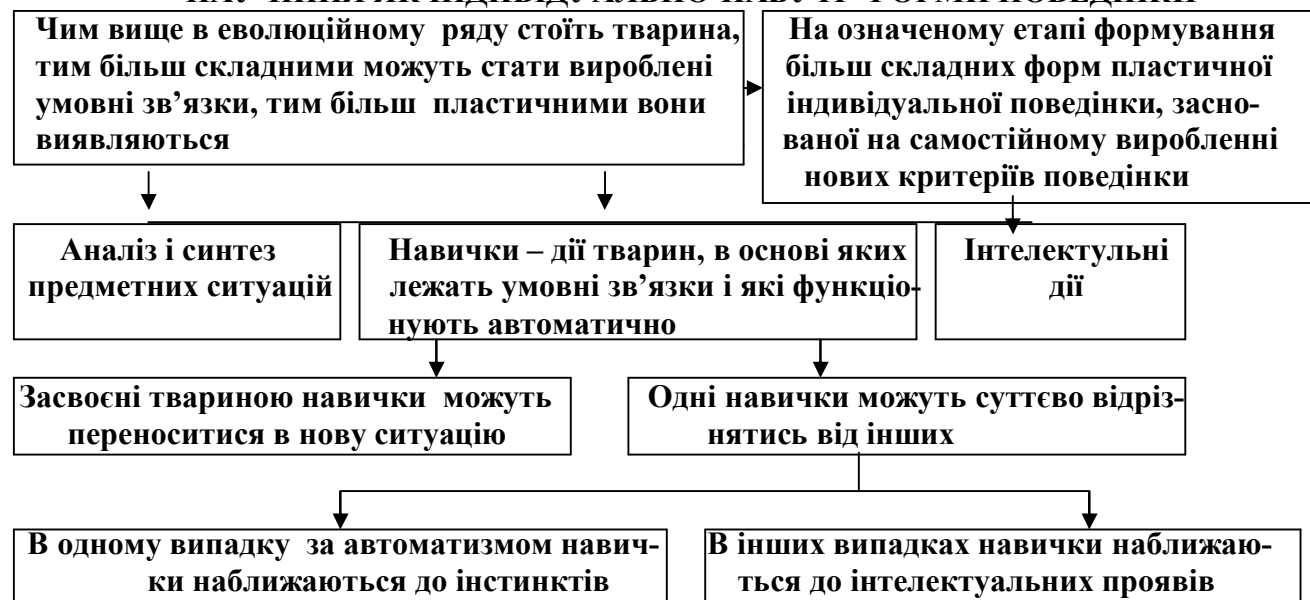 Чим вище в еволюційному ряду стоїть тварина,
тим більш складними можуть стати вироблені
умовні зв’язки, тим більш пластичними вони
виявляються
На означеному етапі формування
більш складних форм пластичної
індивідуальної поведінки, засно-
ваної на самостійному виробленні
нових критеріїв поведінки
Аналіз і синтез
предметних ситуацій
Навички – дії тварин, в основі яких
лежать умовні зв’язки і які функціо-
нують автоматично
Інтелектульні
дії
Засвоєні твариною навички можуть
переноситися в нову ситуацію
Одні навички можуть суттєво відріз-
нятись від інших
В одному випадку за автоматизмом навич-
ки наближаються до інстинктів
В інших випадках навички наближаю-
ться до інтелектуальних проявів